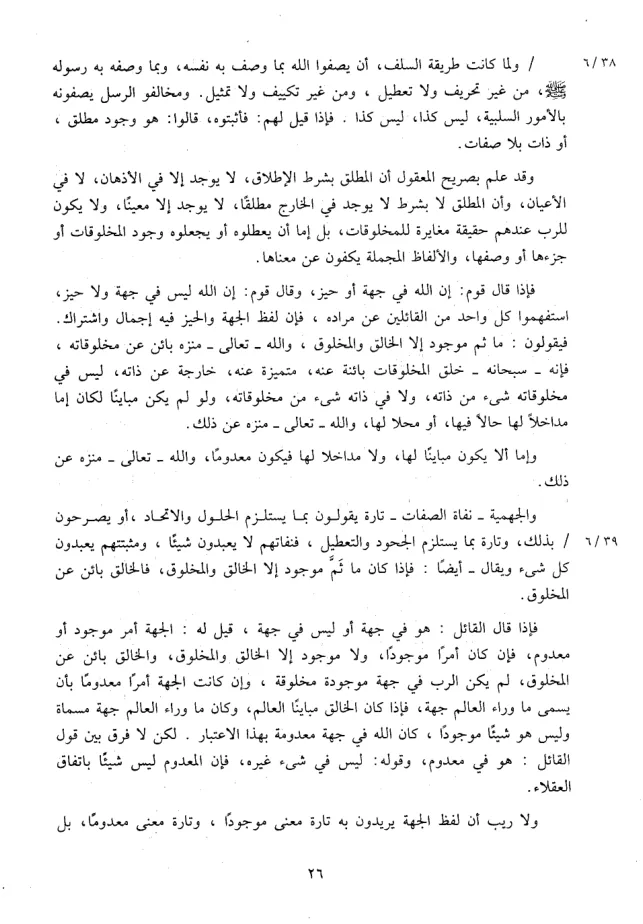 ٦/٣٨ / ولما كانت طريقة السلف، أن يصفوا الله بما وصف به نفسه، وبما وصفه به رسوله
ﷺ، من غير تحريف ولا تعطيل ، ومن غير تكييف ولا تمثيل. ومخالفو الرسل يصفونه
بالأمور السلبية، ليس كذا، ليس كذا . فإذا قيل لهم: فأثبتوه، قالوا: هو وجود مطلق ،
أو ذات بلا صفات.
وقد علم بصريح المعقول أن المطلق بشرط الإطلاق، لا يوجد إلا في الأذهان، لا في
الأعيان، وأن المطلق لا بشرط لا يوجد في الخارج مطلقًا، لا يوجد إلا معينًا، ولا يكون
للرب عندهم حقيقة مغايرة للمخلوقات، بل إما أن يعطلوه أو يجعلوه وجود المخلوقات أو
جزءها أو وصفها، والألفاظ المجملة يكفون عن معناها.
فإذا قال قوم: إن الله في جهة أو حيز، وقال قوم: إن الله ليس في جهة ولا حيز،
استفهموا كل واحد من القائلين عن مراده ، فإن لفظ الجهة والحيز فيه إجمال واشتراك.
فيقولون : ما ثم موجود إلا الخالق والمخلوق ، والله ـ تعالى ـ منزه بائن عن مخلوقاته ،
فإنه ـ سبحانه ـ خلق المخلوقات بائنة عنه، متميزة عنه، خارجة عن ذاته، ليس في
مخلوقاته شىء من ذاته، ولا في ذاته شىء من مخلوقاته، ولو لم يكن مباينًا لكان إما
مداخلاً لها حالاً فيها، أو محلا لها، والله ـ تعالى ـ منزه عن ذلك.
وإما ألا يكون مباينًا لها، ولا مداخلا لها فيكون معدومًا، والله ـ تعالى ـ منزه عن
ذلك.
والجهمية ـ نفاة الصفات ـ تارة يقولون بما يستلزم الحلول والاتحاد ،أو يصرحون
٦/٣٩ / بذلك، وتارة بما يستلزم الجحود والتعطيل ، فنفاتهم لا يعبدون شيئًا ، ومثبتتهم يعبدون
كل شىء ويقال ـ أيضًا : فإذا كان ما ثَمَّ موجود إلا الخالق والمخلوق، فالخالق بائن عن
المخلوق.
فإذا قال القائل : هو في جهة أو ليس في جهة ، قيل له : الجهة أمر موجود أو
معدوم، فإن كان أمرًا موجودًا، ولا موجود إلا الخالق والمخلوق، والخالق بائن عن
المخلوق، لم يكن الرب في جهة موجودة مخلوقة ، وإن كانت الجهة أمرًا معدومًا بأن
يسمى ما وراء العالم جهة، فإذا كان الخالق مباينًا العالم، وكان ما وراء العالم جهة مسماة
وليس هو شيئًا موجودًا ، كان الله في جهة معدومة بهذا الاعتبار . لكن لا فرق بين قول
القائل : هو في معدوم، وقوله: ليس في شىء غيره، فإن المعدوم ليس شيئًا باتفاق
العقلاء.
ولا ريب أن لفظ الجهة يريدون به تارة معنى موجودًا ، وتارة معنى معدومًا، بل
٢٦